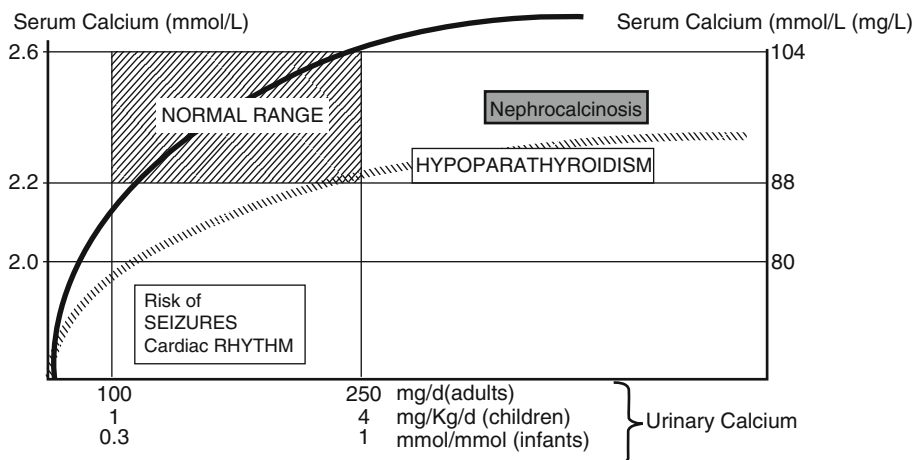 Serum Calcium (mmol/L) Serum Calcium (mmol/L (mg/L)
2.6 104
NORMAL RANGE Nephrocalcinosis
HYPOPARATHYROIDISM
2.2 88
2.0 80
Risk of
SEIZURES
Cardiac RHYTHM
100 250 mg/d(adults)
1 4 mg/Kg/d (children)
0.3 1 mmol/mmol (infants)
Urinary Calcium